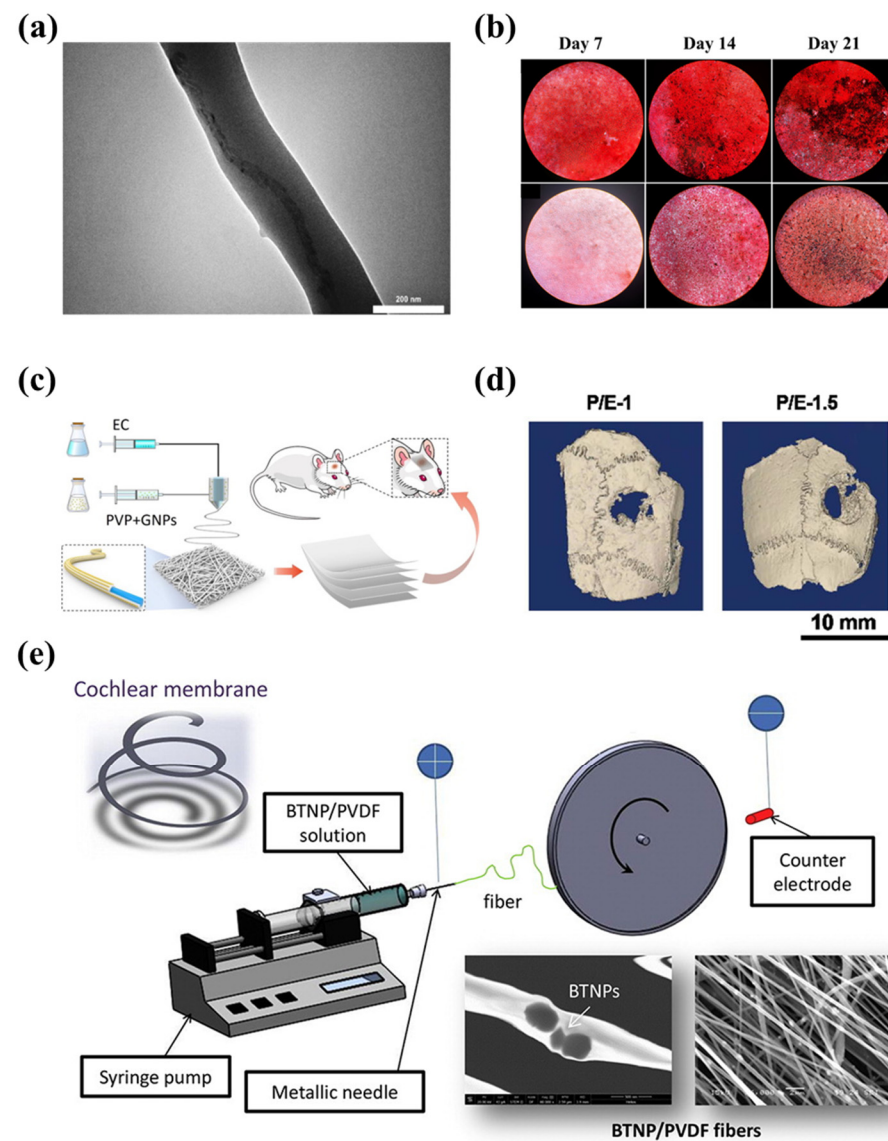 (a)
200 nm
(b)
Day 7 Day 14 Day 21
(c)
EC
PVP+GNPs
(d)
P/E-1 P/E-1.5
10 mm
(e)
Cochlear membrane
BTNP/PVDF
solution
fiber
Counter
electrode
Syringe pump
Metallic needle
BTNPs
BTNP/PVDF fibers